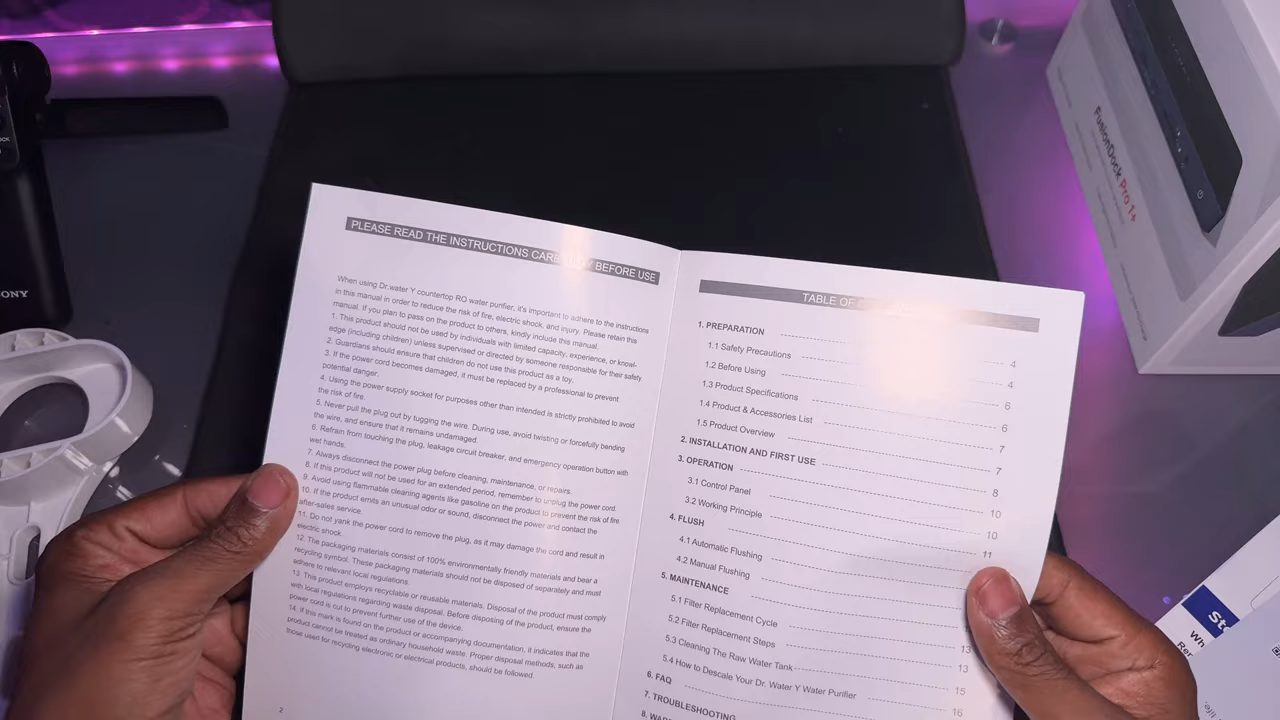 PLEASE READ THE INSTRUCTIONS BEFORE USE
When using Dr.water Y countertop RO water purifier, it's important to adhere to the instructions
in this manual in order to reduce the risk of fire, electric shock, and injury. Please retain this
manual. If you plan to pass on the product to others, kindly include this manual.
1. This product should not be used by individuals with limited capacity, experience, or knowl-
edge (including children) unless supervised or directed by someone responsible for their safety
2. Guardians should ensure that children do not use this product as a toy.
3. If the power cord becomes damaged, it must be replaced by a professional to prevent
potential danger.
4. Using the power supply socket for purposes other than intended is strictly prohibited to avoid
the risk of fire.
5. Never pull the plug out by tugging the wire. During use, avoid twisting or forcefully bending
the wire, and ensure that it remains undamaged.
6. Refrain from touching the plug, leakage circuit breaker, and emergency operation button with
wet hands.
7. Always disconnect the power plug before cleaning, maintenance, or repairs.
8. If this product will not be used for an extended period, remember to unplug the power cord.
9. Avoid using flammable cleaning agents like gasoline on the product to prevent the risk of fire
10. If the product emits an unusual odor or sound, disconnect the power and contact the
after-sales service.
11. Do not yank the power cord to remove the plug, as it may damage the cord and result in
electric shock.
12. The packaging materials consist of 100% environmentally friendly materials and bear a
recycling symbol. These packaging materials should not be disposed of separately and must
adhere to relevant local regulations.
13. This product employs recyclable or reusable materials. Disposal of the product must comply
with local regulations regarding waste disposal. Before disposing of the product, ensure the
power cord is cut to prevent further use of the device.
14. If this mark is found on the product or accompanying documentation, it indicates that the
product cannot be treated as ordinary household waste. Proper disposal methods, such as
those used for recycling electronic or electrical products, should be followed.
2
TABLE OF
1. PREPARATION 4
1.1 Safety Precautions 4
1.2 Before Using 6
1.3 Product Specifications 6
1.4 Product & Accessories List 7
1.5 Product Overview 7
2. INSTALLATION AND FIRST USE 8
3. OPERATION 10
3.1 Control Panel 10
3.2 Working Principle 11
4. FLUSH
4.1 Automatic Flushing
4.2 Manual Flushing
5. MAINTENANCE 13
5.1 Filter Replacement Cycle 13
5.2 Filter Replacement Steps
5.3 Cleaning The Raw Water Tank 15
5.4 How to Descale Your Dr. Water Y Water Purifier 16
6. FAQ
7. TROUBLESHOOTING
FusionDock Pro 1+
SONY